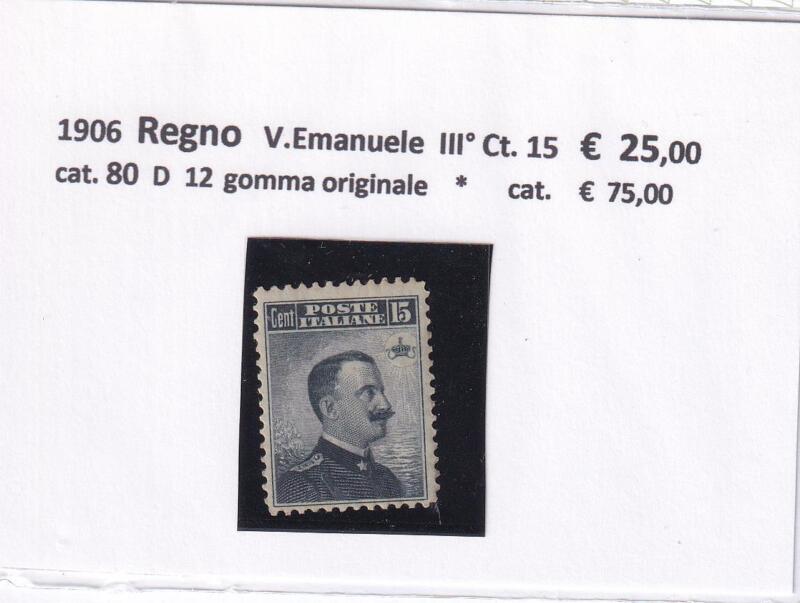 1906 Regno V.Emanuele III° Ct. 15 € 25,00
cat. 80 D 12 gomma originale * cat. € 75,00
Cent POSTE ITALIANE 15